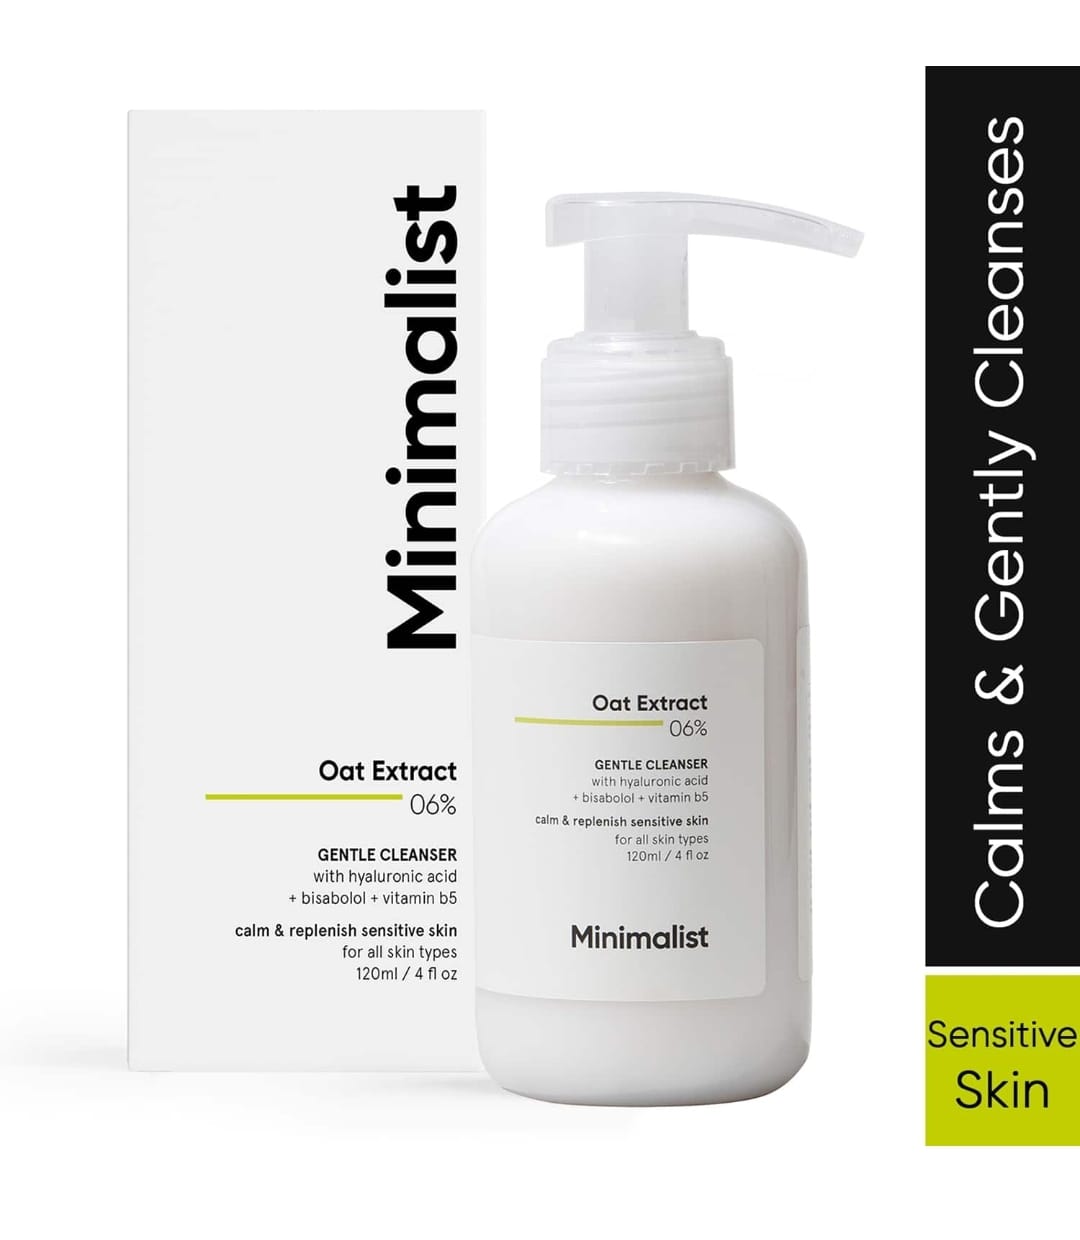 Minimalist
Oat Extract
06%
GENTLE CLEANSER
with hyaluronic acid
+ bisabolol + vitamin b5
calm & replenish sensitive skin
for all skin types
120ml / 4 fl oz
Oat Extract
06%
GENTLE CLEANSER
with hyaluronic acid
+ bisabolol + vitamin b5
calm & replenish sensitive skin
for all skin types
120ml / 4 fl oz
Minimalist
Calms & Gently Cleanses
Sensitive
Skin